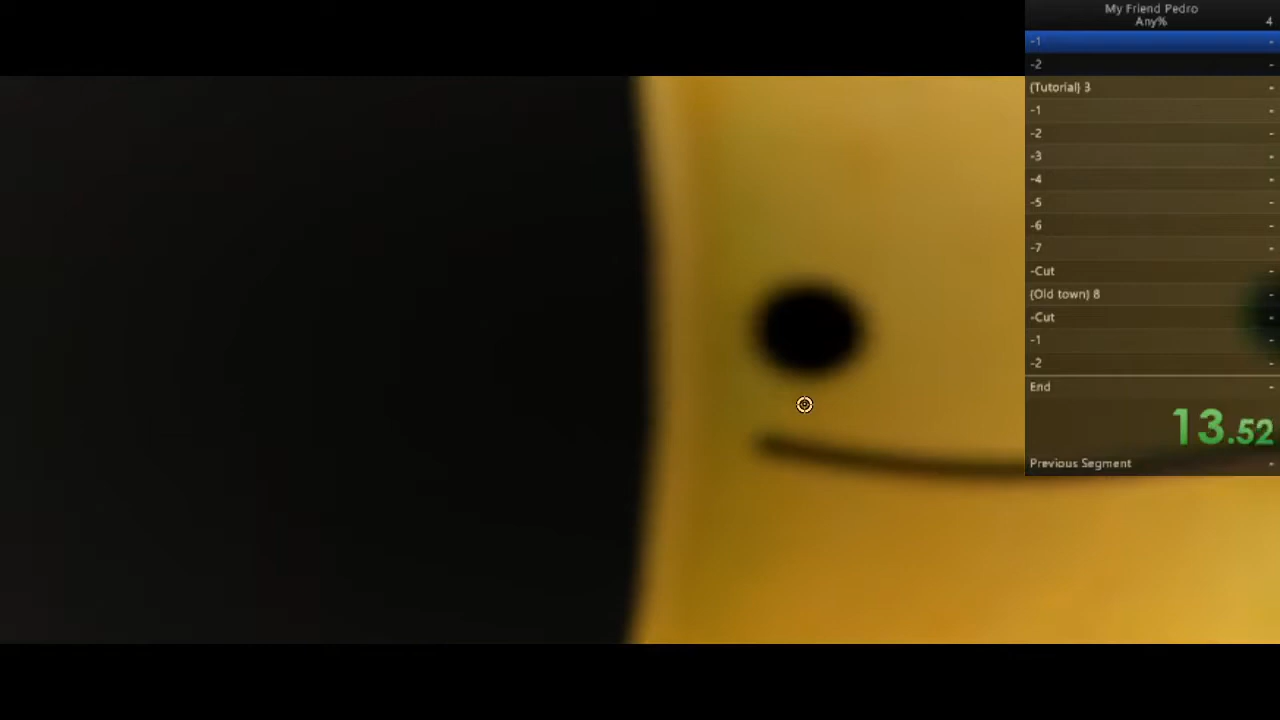 My Friend Pedro
Any% 4
-1 -
-2 -
(Tutorial) 3 -
-1 -
-2 -
-3 -
-4 -
-5 -
-6 -
-7 -
-Cut -
(Old town) 8 -
-Cut -
-1 -
-2 -
End -
13.52
Previous Segment -